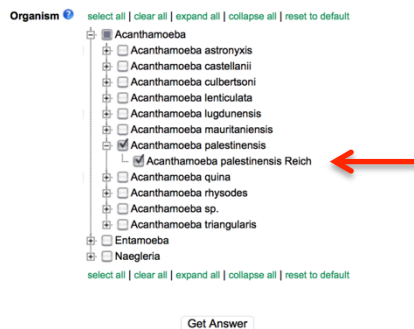 Organism ? select all | clear all | expand all | collapse all | reset to default
Acanthamoeba
Acanthamoeba astronyxis
Acanthamoeba castellanii
Acanthamoeba culbertsoni
Acanthamoeba lenticulata
Acanthamoeba lugdunensis
Acanthamoeba mauritaniensis
Acanthamoeba palestinensis
Acanthamoeba palestinensis Reich
Acanthamoeba quina
Acanthamoeba rhysodes
Acanthamoeba sp.
Acanthamoeba triangularis
Entamoeba
Naegleria
select all | clear all | expand all | collapse all | reset to default
Get Answer